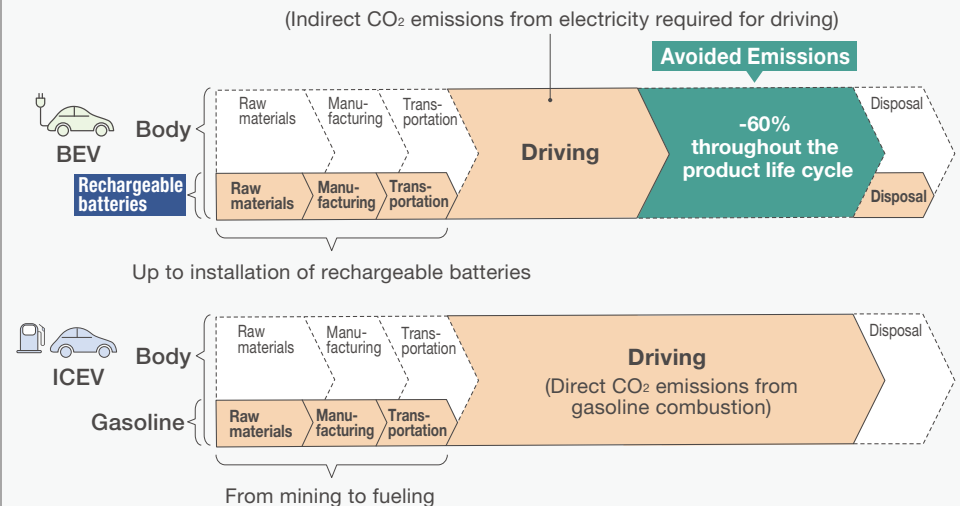 (Indirect CO₂ emissions from electricity required for driving)
Avoided Emissions
BEV
Body
Raw
materials
Manu-
facturing
Trans-
portation
Driving
-60%
throughout the
product life cycle
Disposal
Rechargeable
batteries
Raw
materials
Manu-
facturing
Trans-
portation
Disposal
Up to installation of rechargeable batteries
ICEV
Body
Raw
materials
Manu-
facturing
Trans-
portation
Driving
(Direct CO₂ emissions from
gasoline combustion)
Disposal
Gasoline
Raw
materials
Manu-
facturing
Trans-
portation
From mining to fueling